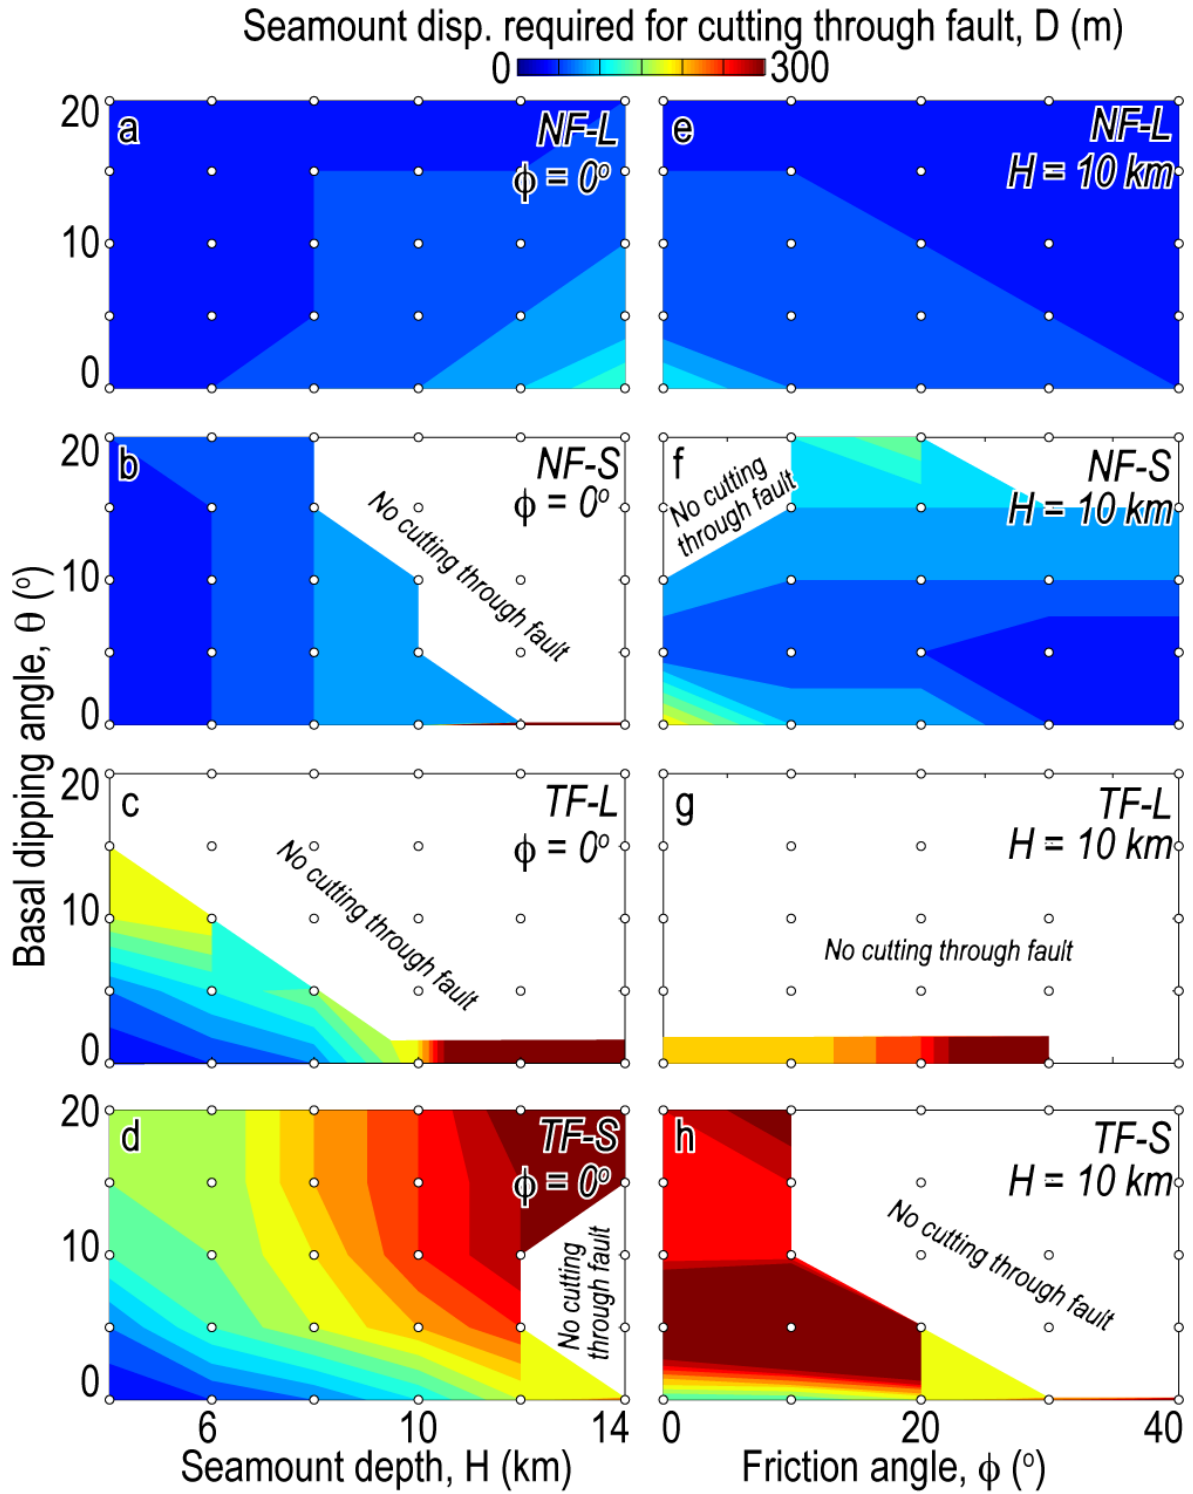 Seamount disp. required for cutting through fault, D (m)
0 300
a
NF-L
ϕ = 0°
20
10
0
e
NF-L
H = 10 km
b
NF-S
ϕ = 0°
No cutting through fault
20
10
0
f
NF-S
H = 10 km
No cutting
through fault
c
TF-L
ϕ = 0°
No cutting through fault
20
10
0
g
TF-L
H = 10 km
No cutting through fault
d
TF-S
ϕ = 0°
No cutting
through fault
20
10
0
h
TF-S
H = 10 km
No cutting through fault
Basal dipping angle, θ (°)
6 10 14
Seamount depth, H (km)
0 20 40
Friction angle, ϕ (°)